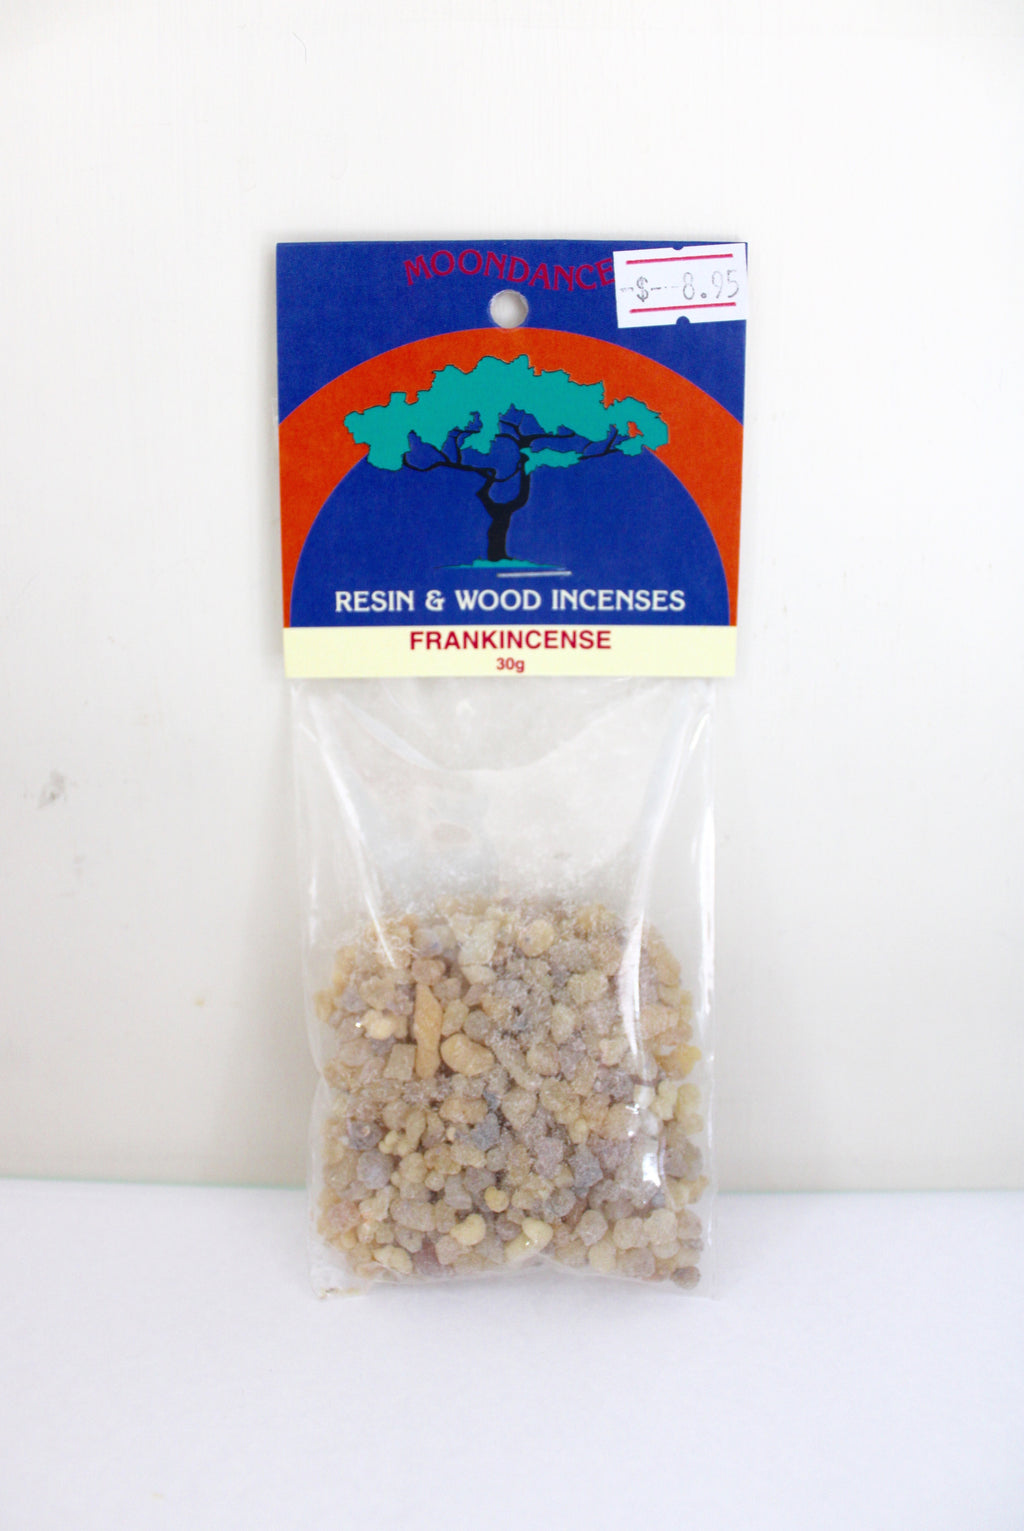 MOONDANCE
$ 8.95
RESIN & WOOD INCENSES
FRANKINCENSE
30g